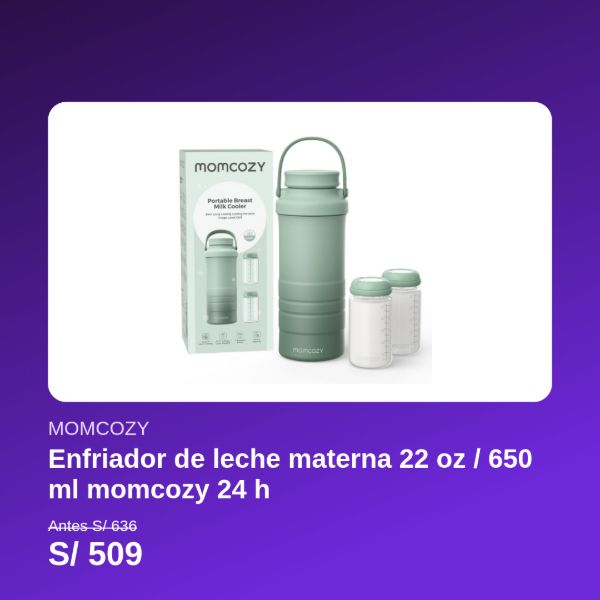 momcozy
Portable Breast
Milk Cooler
momcozy
MOMCOZY
Enfriador de leche materna 22 oz / 650
ml momcozy 24 h
Antes S/ 636
S/ 509